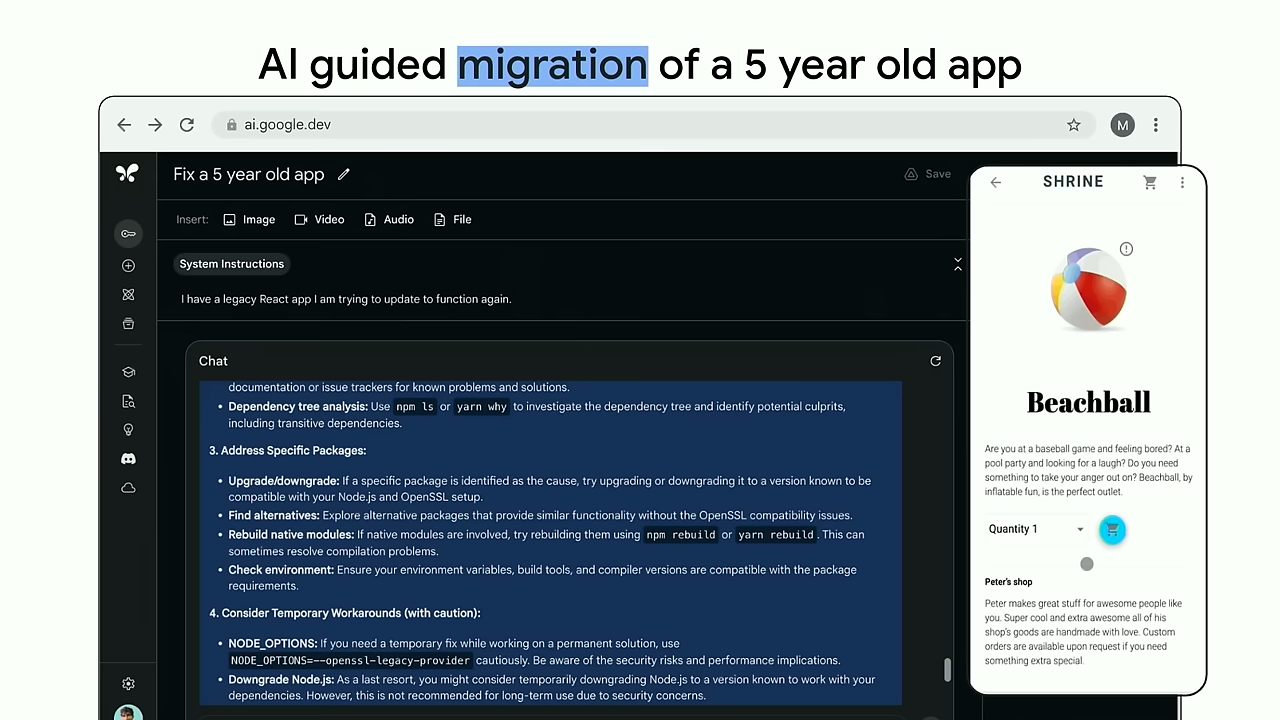 AI guided migration of a 5 year old app
ai.google.dev
M
Fix a 5 year old app
Save
Insert: Image Video Audio File
System Instructions
I have a legacy React app I am trying to update to function again.
Chat
documentation or issue trackers for known problems and solutions.
• Dependency tree analysis: Use npm ls or yarn why to investigate the dependency tree and identify potential culprits,
including transitive dependencies.
3. Address Specific Packages:
• Upgrade/downgrade: If a specific package is identified as the cause, try upgrading or downgrading it to a version known to be
compatible with your Node.js and OpenSSL setup.
• Find alternatives: Explore alternative packages that provide similar functionality without the OpenSSL compatibility issues.
• Rebuild native modules: If native modules are involved, try rebuilding them using npm rebuild or yarn rebuild. This can
sometimes resolve compilation problems.
• Check environment: Ensure your environment variables, build tools, and compiler versions are compatible with the package
requirements.
4. Consider Temporary Workarounds (with caution):
• NODE_OPTIONS: If you need a temporary fix while working on a permanent solution, use
NODE_OPTIONS=--openssl-legacy-provider cautiously. Be aware of the security risks and performance implications.
• Downgrade Node.js: As a last resort, you might consider temporarily downgrading Node.js to a version known to work with your
dependencies. However, this is not recommended for long-term use due to security concerns.
SHRINE
Beachball
Are you at a baseball game and feeling bored? At a
pool party and looking for a laugh? Do you need
something to take your anger out on? Beachball, by
inflatable fun, is the perfect outlet.
Quantity 1
Peter's shop
Peter makes great stuff for awesome people like
you. Super cool and extra awesome all of his
shop's goods are handmade with love. Custom
orders are available upon request if you need
something extra special.